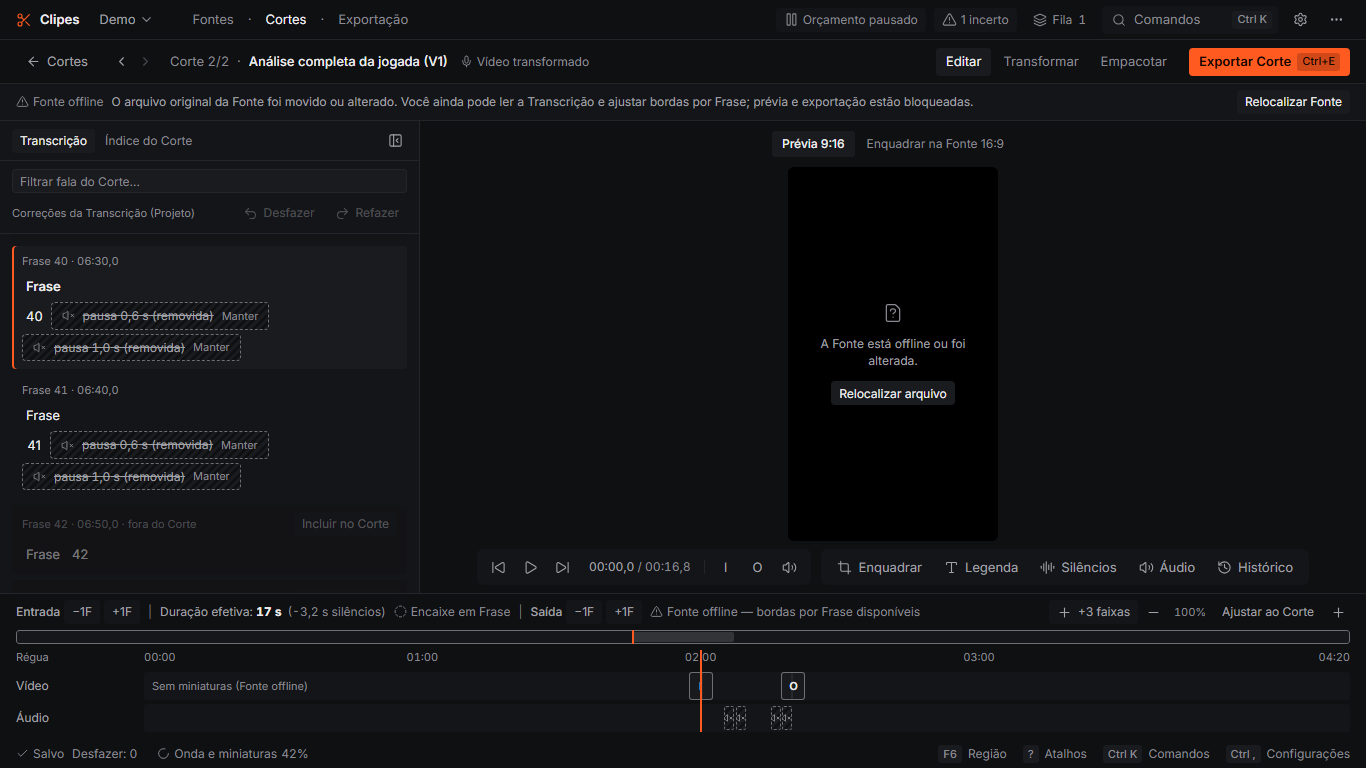 Clipes Demo Fontes · Cortes · Exportação Orçamento pausado 1 incerto Fila 1 Comandos Ctrl K
Cortes Corte 2/2 · Análise completa da jogada (V1) Vídeo transformado Editar Transformar Empacotar Exportar Corte Ctrl+E
Fonte offline O arquivo original da Fonte foi movido ou alterado. Você ainda pode ler a Transcrição e ajustar bordas por Frase; prévia e exportação estão bloqueadas. Relocalizar Fonte
Transcrição Índice do Corte
Filtrar fala do Corte...
Correções da Transcrição (Projeto) Desfazer Refazer
Frase 40 · 06:30,0
Frase
40 pausa 0,6 s (removida) Manter
pausa 1,0 s (removida) Manter
Frase 41 · 06:40,0
Frase
41 pausa 0,6 s (removida) Manter
pausa 1,0 s (removida) Manter
Frase 42 · 06:50,0 · fora do Corte Incluir no Corte
Frase 42
Prévia 9:16 Enquadrar na Fonte 16:9
A Fonte está offline ou foi
alterada.
Relocalizar arquivo
00:00,0 / 00:16,8 I O Enquadrar Legenda Silêncios Áudio Histórico
Entrada −1F +1F Duração efetiva: 17 s (-3,2 s silêncios) Encaixe em Frase Saída −1F +1F Fonte offline — bordas por Frase disponíveis +3 faixas 100% Ajustar ao Corte
Régua 00:00 01:00 02:00 03:00 04:20
Vídeo Sem miniaturas (Fonte offline) O
Áudio
Salvo Desfazer: 0 Onda e miniaturas 42% F6 Região ? Atalhos Ctrl K Comandos Ctrl , Configurações